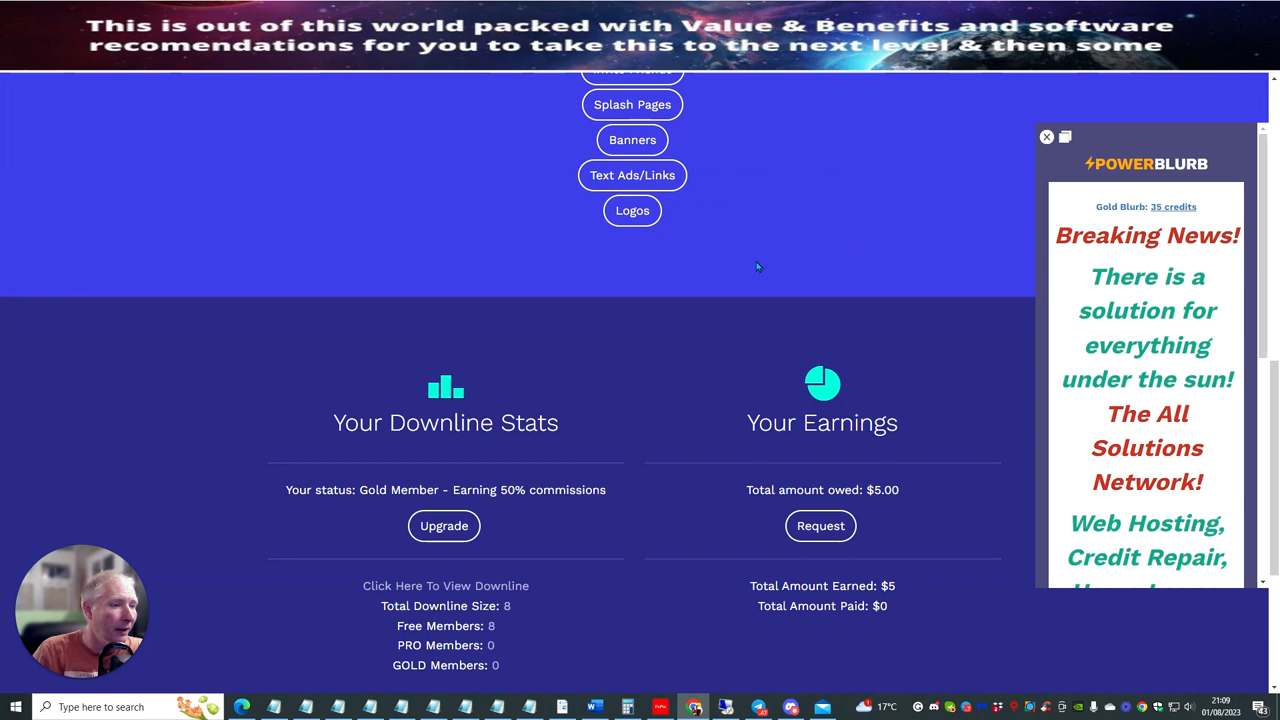 This is out of this world packed with Value & Benefits and software
recomendations for you to take this to the next level & then some
Invite Friends
Splash Pages
Banners
Text Ads/Links
Logos
Your Downline Stats
Your status: Gold Member - Earning 50% commissions
Upgrade
Click Here To View Downline
Total Downline Size: 8
Free Members: 8
PRO Members: 0
GOLD Members: 0
Your Earnings
Total amount owed: $5.00
Request
Total Amount Earned: $5
Total Amount Paid: $0
POWERBLURB
Gold Blurb: 35 credits
Breaking News!
There is a
solution for
everything
under the sun!
The All
Solutions
Network!
Web Hosting,
Credit Repair,
Type here to search
17°C
21:09
01/08/2023